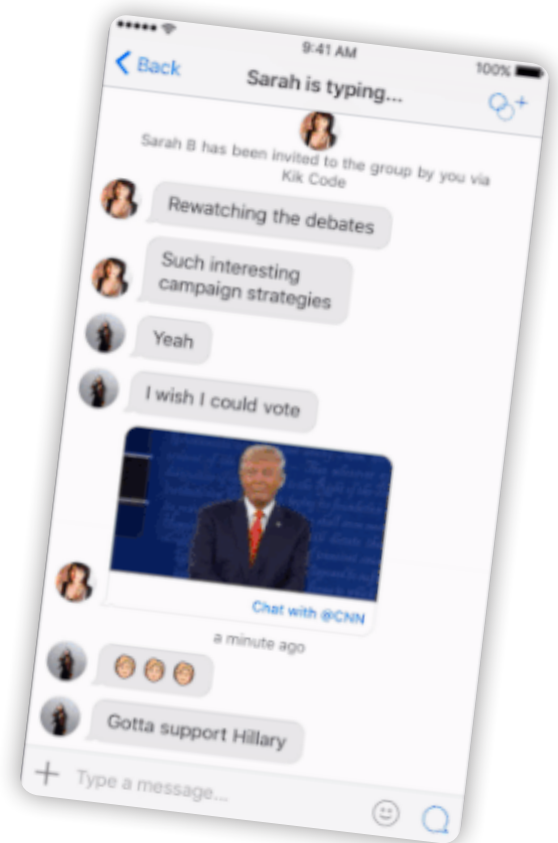 9:41 AM
100%
Back
Sarah is typing...
Sarah B has been invited to the group by you via
Kik Code
Rewatching the debates
Such interesting
campaign strategies
Yeah
I wish I could vote
Chat with @CNN
a minute ago
Gotta support Hillary
Type a message...